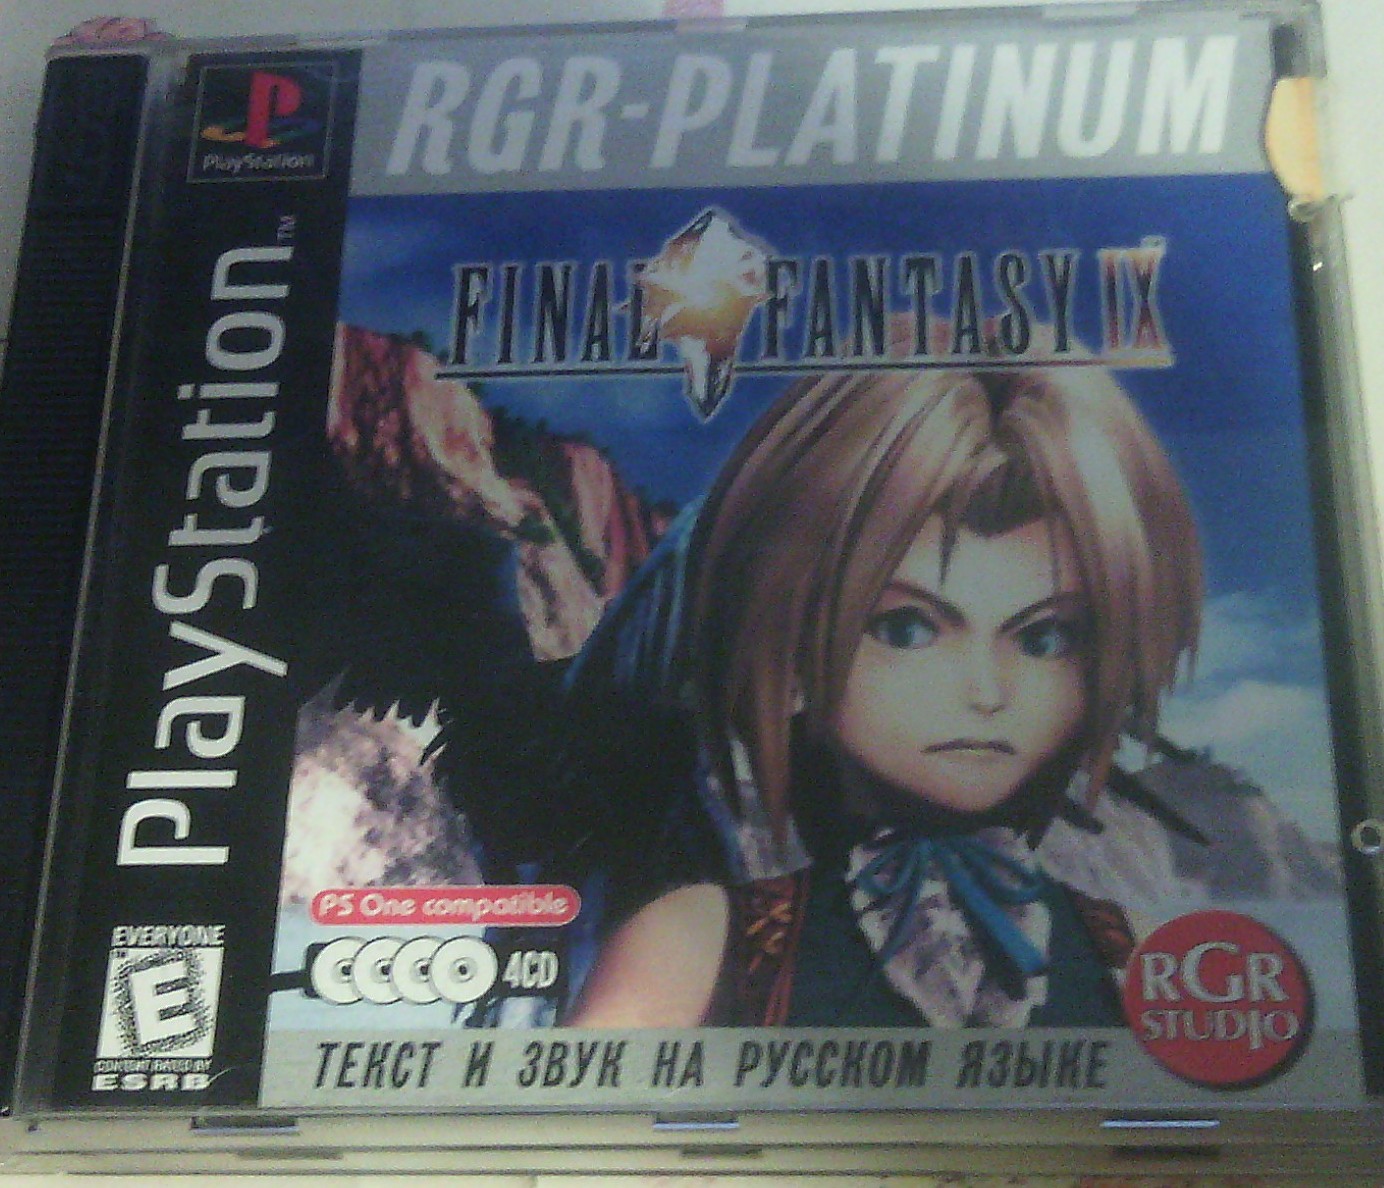 RGR-PLATINUM
PlayStation
PlayStation™
FINAL FANTASY IX
PS One compatible
4CD
EVERYONE
E
CONTENT RATED BY
ESRB
RGR
STUDIO
ТЕКСТ И ЗВУК НА РУССКОМ ЯЗЫКЕ